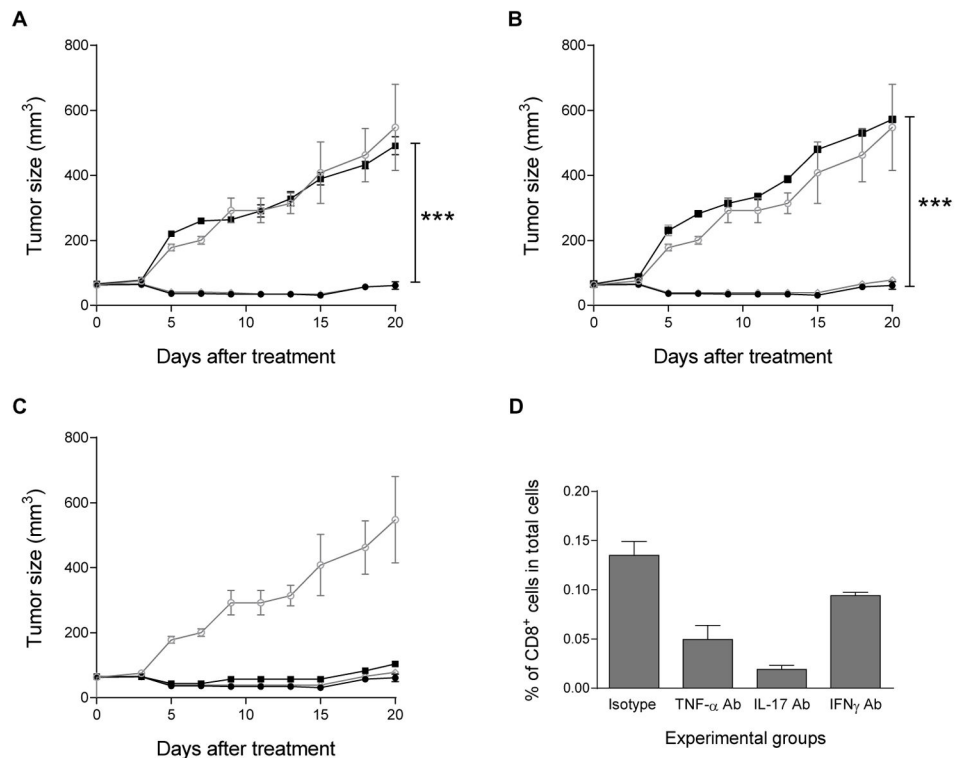 A
800
600
400
200
0
Tumor size (mm³)
0 5 10 15 20
Days after treatment
***
B
800
600
400
200
0
Tumor size (mm³)
0 5 10 15 20
Days after treatment
***
C
800
600
400
200
0
Tumor size (mm³)
0 5 10 15 20
Days after treatment
D
0.20
0.15
0.10
0.05
0.00
% of CD8⁺ cells in total cells
Isotype TNF-α Ab IL-17 Ab IFNγ Ab
Experimental groups